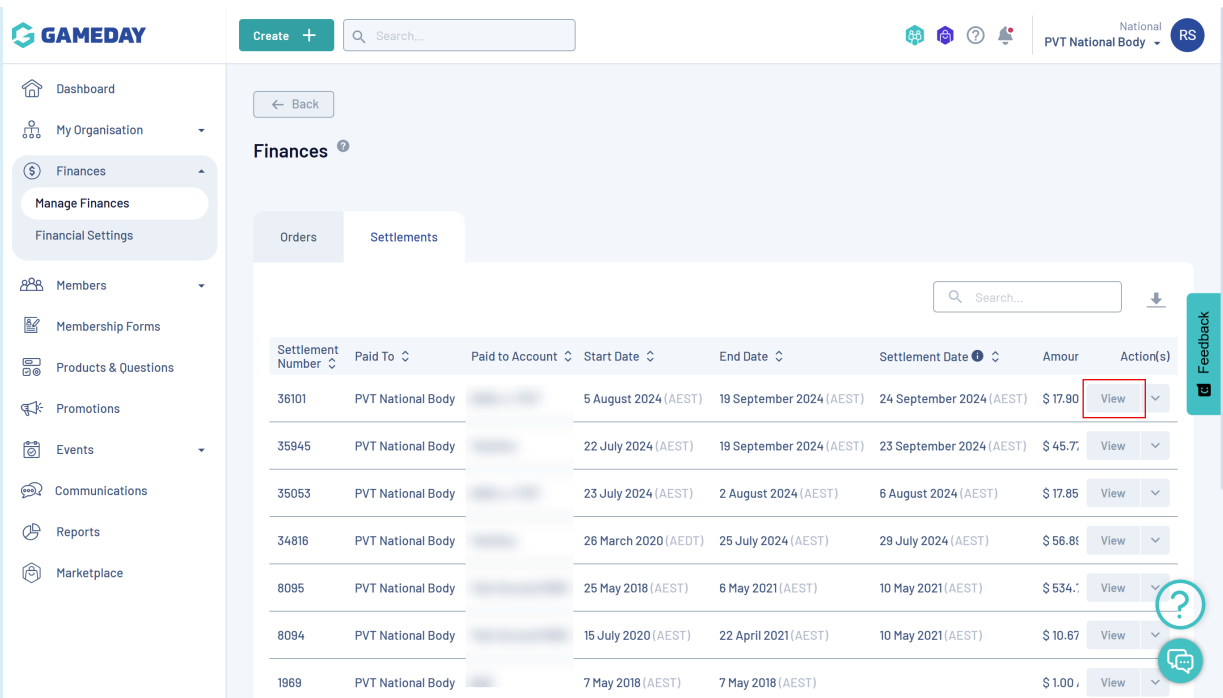 GAMEDAY
Create +
Search...
National
PVT National Body
RS
Dashboard
My Organisation
Finances
Manage Finances
Financial Settings
Members
Membership Forms
Products & Questions
Promotions
Events
Communications
Reports
Marketplace
← Back
Finances ?
Orders Settlements
Search...
Feedback
Settlement Number Paid To Paid to Account Start Date End Date Settlement Date Amour Action(s)
36101 PVT National Body 5 August 2024 (AEST) 19 September 2024 (AEST) 24 September 2024 (AEST) $ 17.90 View
35945 PVT National Body 22 July 2024 (AEST) 19 September 2024 (AEST) 23 September 2024 (AEST) $ 45.7 View
35053 PVT National Body 23 July 2024 (AEST) 2 August 2024 (AEST) 6 August 2024 (AEST) $ 17.85 View
34816 PVT National Body 26 March 2020 (AEDT) 25 July 2024 (AEST) 29 July 2024 (AEST) $ 56.8 View
8095 PVT National Body 25 May 2018 (AEST) 6 May 2021 (AEST) 10 May 2021 (AEST) $ 534. View
8094 PVT National Body 15 July 2020 (AEST) 22 April 2021 (AEST) 10 May 2021 (AEST) $ 10.67 View
1969 PVT National Body 7 May 2018 (AEST) 7 May 2018 (AEST) $ 1.00 View